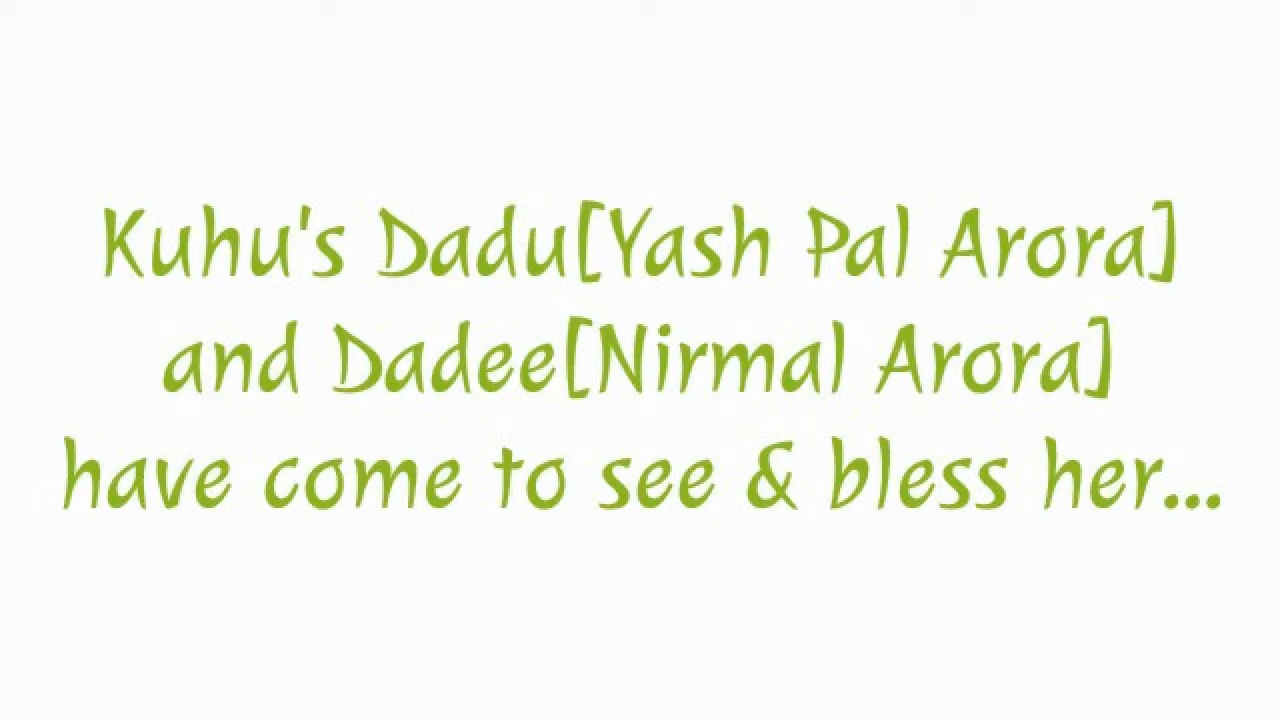 Kuhu's Dadu[Yash Pal Arora]
and Dadee[Nirmal Arora]
have come to see & bless her...